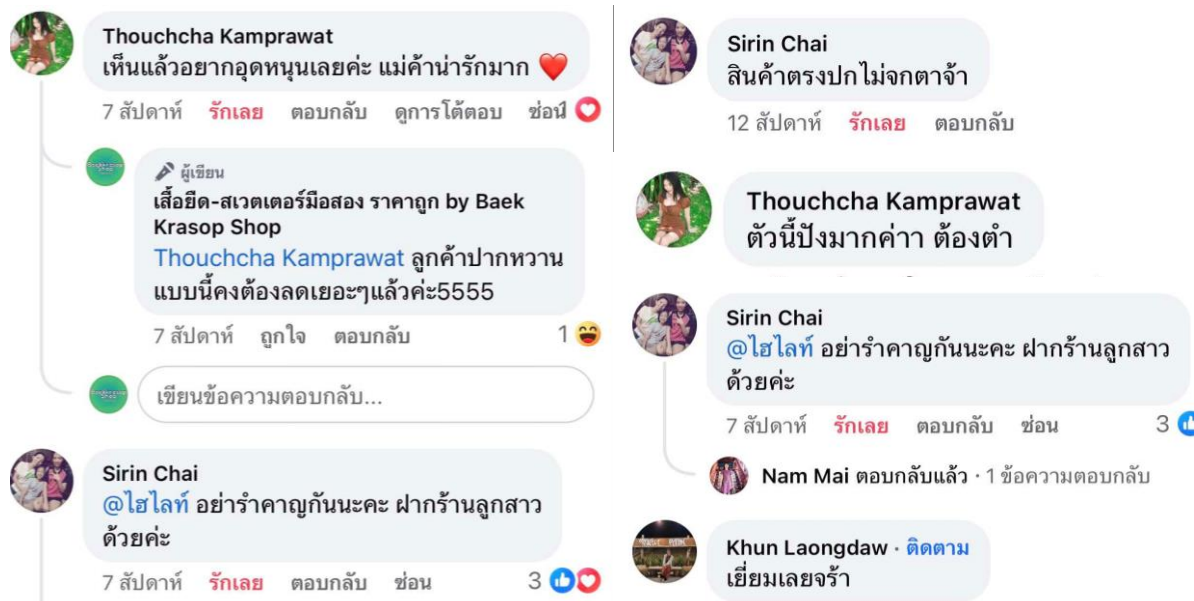 Thouchcha Kamprawat
เห็นแล้วอยากอุดหนุนเลยค่ะ แม่ค้าน่ารักมาก ❤️
7 สัปดาห์ รักเลย ตอบกลับ ดูการโต้ตอบ ซ่อน
ผู้เขียน
เสื้อยืด-สเวตเตอร์มือสอง ราคาถูก by Baek
Krasop Shop
Thouchcha Kamprawat ลูกค้าปากหวาน
แบบนี้คงต้องลดเยอะๆแล้วค่ะ5555
7 สัปดาห์ ถูกใจ ตอบกลับ 1
เขียนข้อความตอบกลับ...
Sirin Chai
@ไฮไลท์ อย่ารำคาญกันนะคะ ฝากร้านลูกสาว
ด้วยค่ะ
7 สัปดาห์ รักเลย ตอบกลับ ซ่อน 3
Sirin Chai
สินค้าตรงปกไม่จกตาจ้า
12 สัปดาห์ รักเลย ตอบกลับ
Thouchcha Kamprawat
ตัวนี้ปังมากค่าา ต้องตำ
Sirin Chai
@ไฮไลท์ อย่ารำคาญกันนะคะ ฝากร้านลูกสาว
ด้วยค่ะ
7 สัปดาห์ รักเลย ตอบกลับ ซ่อน 3
Nam Mai ตอบกลับแล้ว · 1 ข้อความตอบกลับ
Khun Laongdaw · ติดตาม
เยี่ยมเลยจร้า